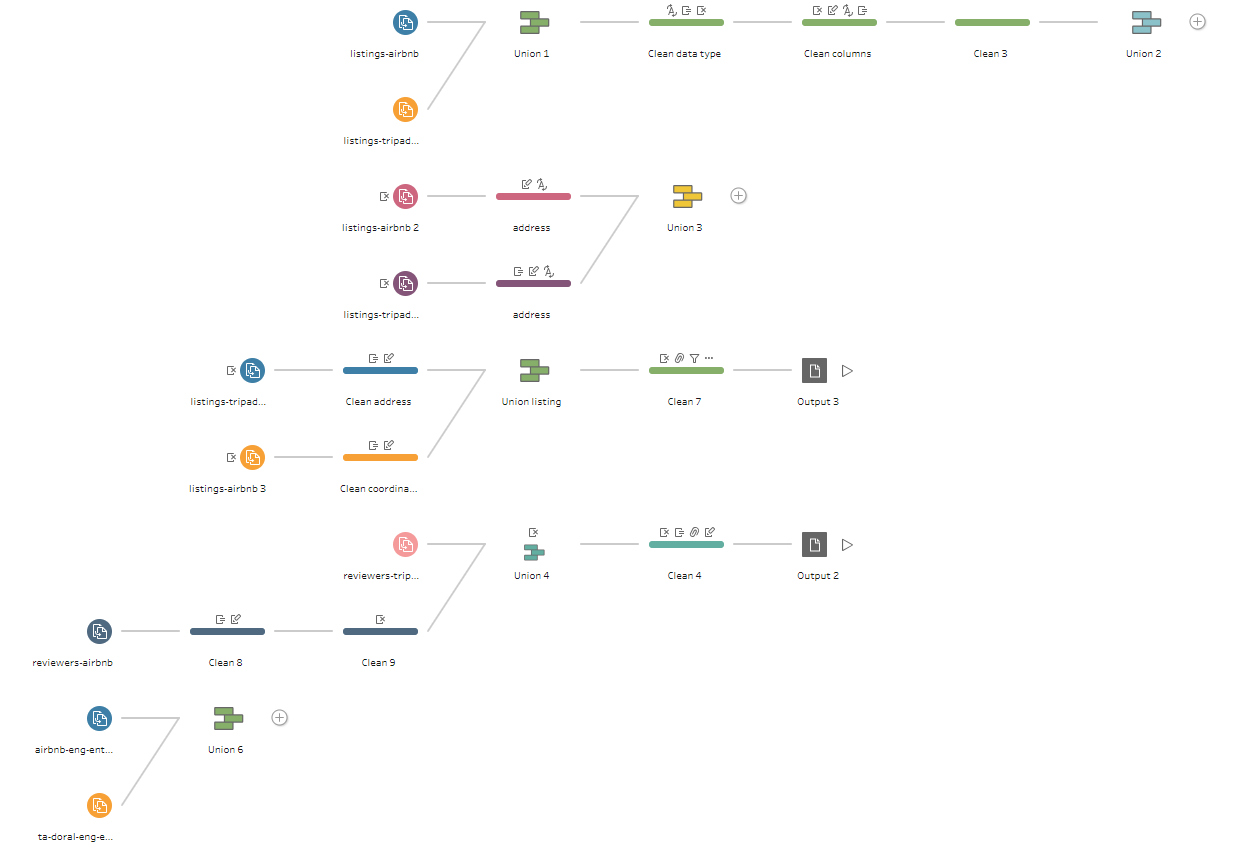 listings-airbnb
Union 1
Clean data type
Clean columns
Clean 3
Union 2
listings-tripad...
listings-airbnb 2
address
Union 3
listings-tripad...
address
listings-tripad...
Clean address
Union listing
Clean 7
Output 3
listings-airbnb 3
Clean coordina...
reviewers-trip...
Union 4
Clean 4
Output 2
reviewers-airbnb
Clean 8
Clean 9
airbnb-eng-ent...
Union 6
ta-doral-eng-e...